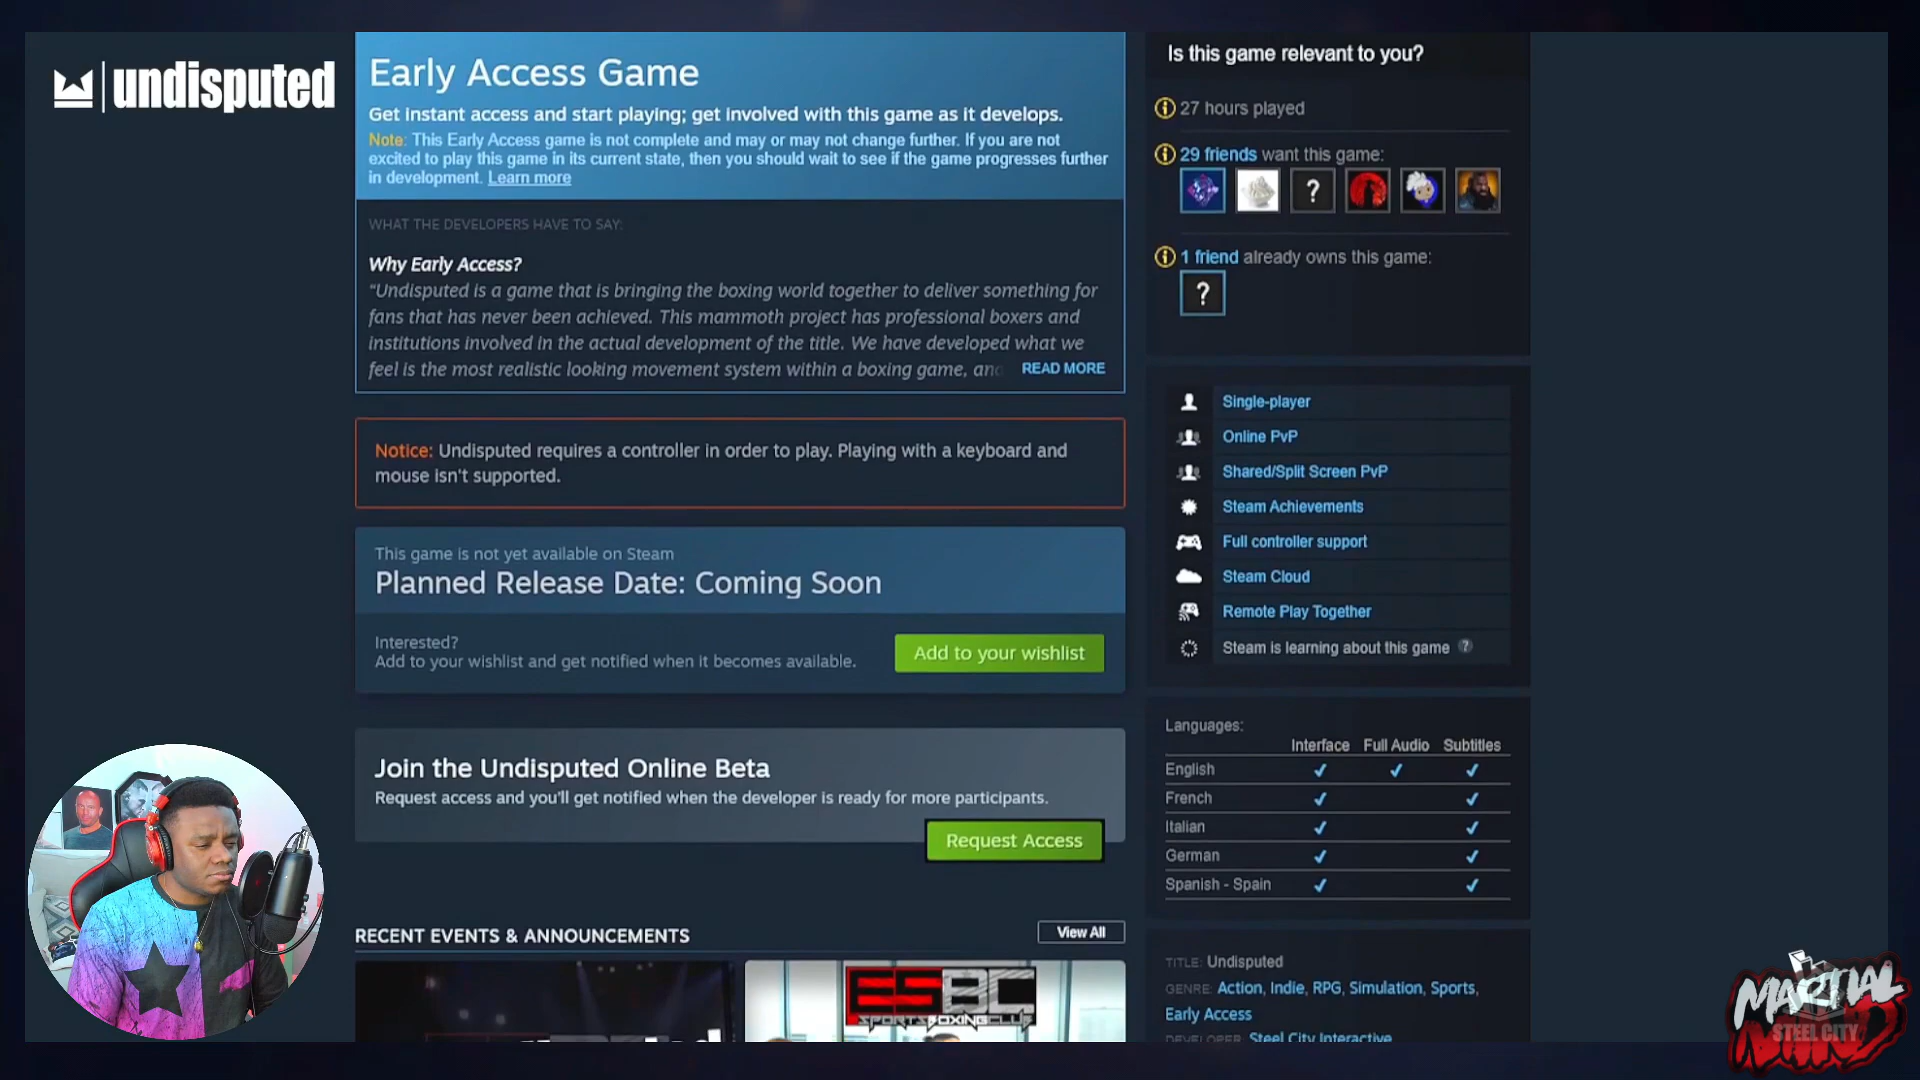 undisputed
Early Access Game
Get instant access and start playing; get involved with this game as it develops.
Note: This Early Access game is not complete and may or may not change further. If you are not
excited to play this game in its current state, then you should wait to see if the game progresses further
in development. Learn more
WHAT THE DEVELOPERS HAVE TO SAY:
Why Early Access?
“Undisputed is a game that is bringing the boxing world together to deliver something for
fans that has never been achieved. This mammoth project has professional boxers and
institutions involved in the actual development of the title. We have developed what we
feel is the most realistic looking movement system within a boxing game, and
READ MORE
Notice: Undisputed requires a controller in order to play. Playing with a keyboard and
mouse isn't supported.
This game is not yet available on Steam
Planned Release Date: Coming Soon
Interested?
Add to your wishlist and get notified when it becomes available.
Add to your wishlist
Join the Undisputed Online Beta
Request access and you'll get notified when the developer is ready for more participants.
Request Access
RECENT EVENTS & ANNOUNCEMENTS
View All
ESBC
SPORTSBOXINGCLUB
Is this game relevant to you?
27 hours played
29 friends want this game:
?
1 friend already owns this game:
?
Single-player
Online PvP
Shared/Split Screen PvP
Steam Achievements
Full controller support
Steam Cloud
Remote Play Together
Steam is learning about this game ?
Languages:
Interface Full Audio Subtitles
English ✓ ✓ ✓
French ✓ ✓
Italian ✓ ✓
German ✓ ✓
Spanish - Spain ✓ ✓
TITLE: Undisputed
GENRE: Action, Indie, RPG, Simulation, Sports,
Early Access
DEVELOPER: Steel City Interactive
MARTIAL
STEEL CITY
MIND